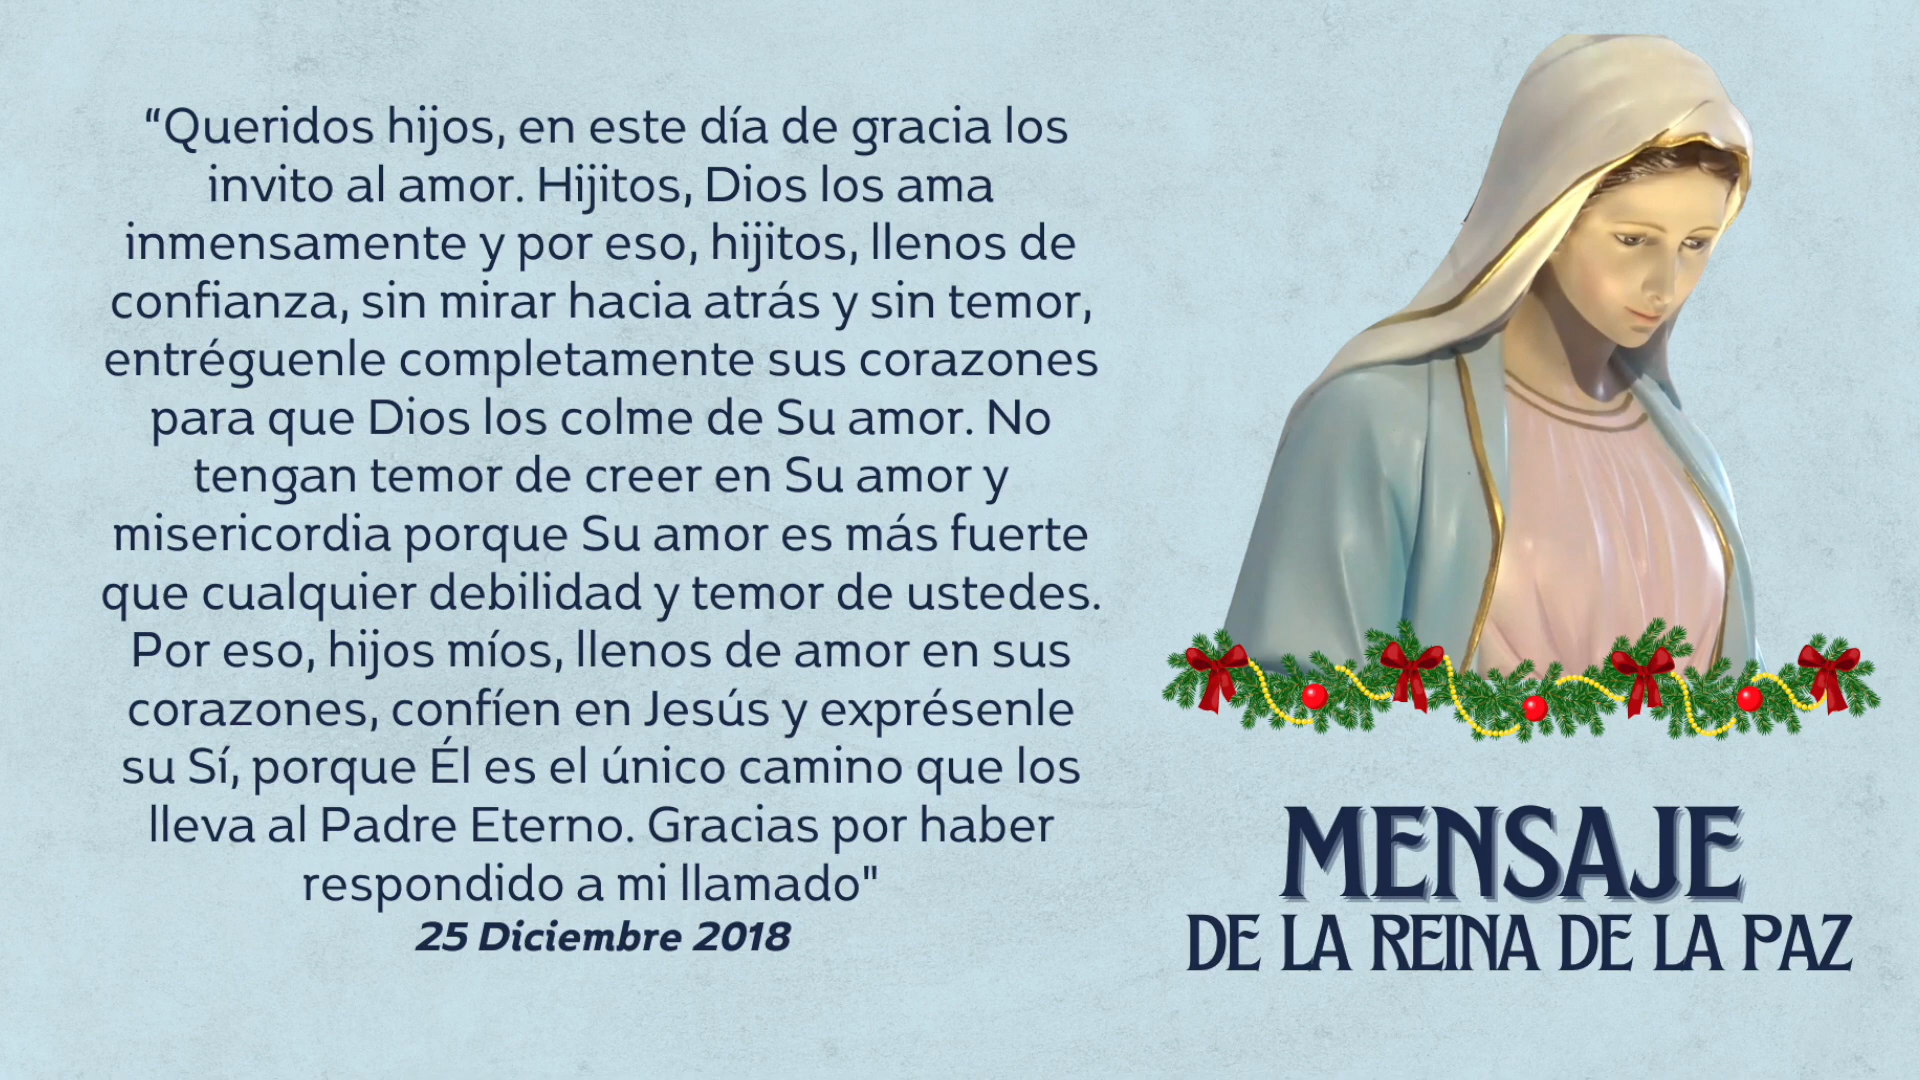 “Queridos hijos, en este día de gracia los
invito al amor. Hijitos, Dios los ama
inmensamente y por eso, hijitos, llenos de
confianza, sin mirar hacia atrás y sin temor,
entréguenle completamente sus corazones
para que Dios los colme de Su amor. No
tengan temor de creer en Su amor y
misericordia porque Su amor es más fuerte
que cualquier debilidad y temor de ustedes.
Por eso, hijos míos, llenos de amor en sus
corazones, confíen en Jesús y exprésenle
su Sí, porque Él es el único camino que los
lleva al Padre Eterno. Gracias por haber
respondido a mi llamado"
25 Diciembre 2018
MENSAJE
DE LA REINA DE LA PAZ